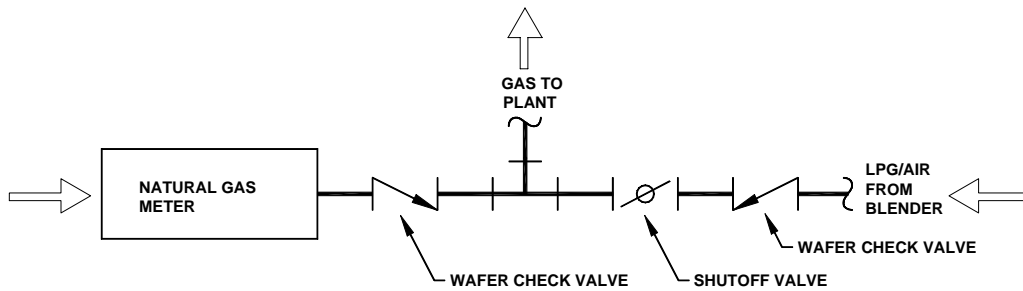 GAS TO
PLANT
NATURAL GAS
METER
LPG/AIR
FROM
BLENDER
WAFER CHECK VALVE
WAFER CHECK VALVE
SHUTOFF VALVE